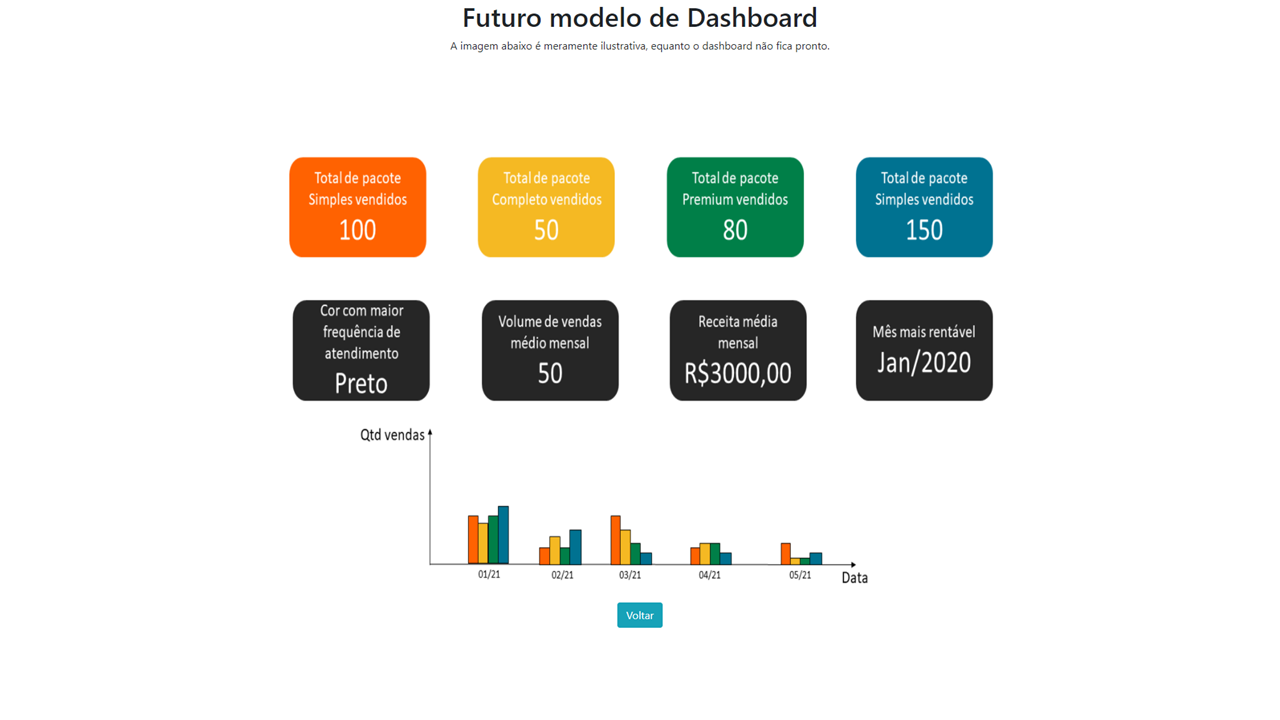 Futuro modelo de Dashboard
A imagem abaixo é meramente ilustrativa, equanto o dashboard não fica pronto.
Total de pacote
Simples vendidos
100
Total de pacote
Completo vendidos
50
Total de pacote
Premium vendidos
80
Total de pacote
Simples vendidos
150
Cor com maior
frequência de
atendimento
Preto
Volume de vendas
médio mensal
50
Receita média
mensal
R$3000,00
Mês mais rentável
Jan/2020
Qtd vendas
01/21
02/21
03/21
04/21
05/21
Data
Voltar